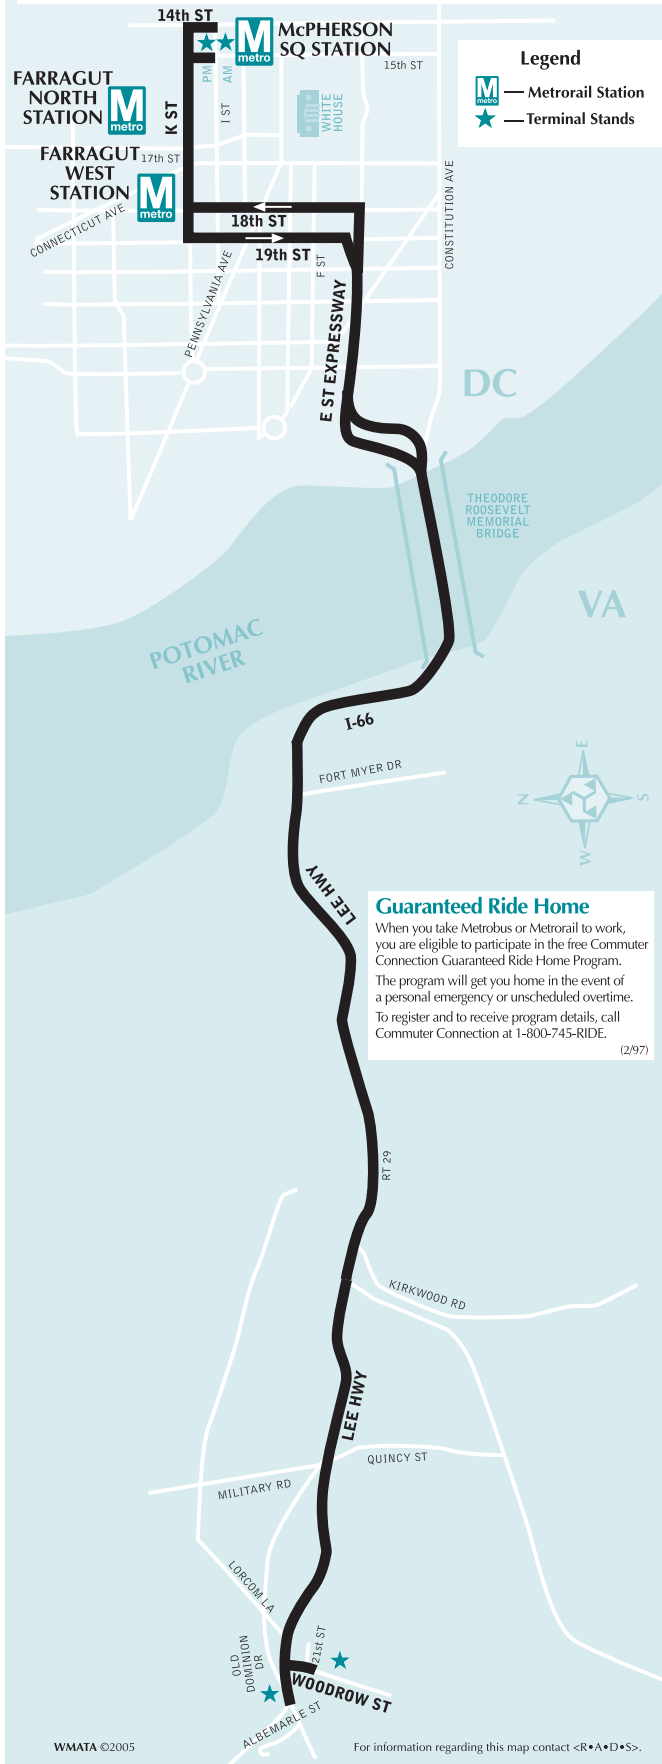 14th ST
M
metro
McPHERSON
SQ STATION
PM
AM
15th ST
Legend
M
metro
Metrorail Station
Terminal Stands
FARRAGUT
NORTH
STATION
M
metro
K ST
I ST
WHITE
HOUSE
FARRAGUT
WEST
STATION
17th ST
M
metro
CONNECTICUT AVE
18th ST
19th ST
F ST
CONSTITUTION AVE
PENNSYLVANIA AVE
E ST EXPRESSWAY
DC
THEODORE
ROOSEVELT
MEMORIAL
BRIDGE
VA
POTOMAC
RIVER
I-66
FORT MYER DR
E
N
S
W
LEE HWY
Guaranteed Ride Home
When you take Metrobus or Metrorail to work,
you are eligible to participate in the free Commuter
Connection Guaranteed Ride Home Program.
The program will get you home in the event of
a personal emergency or unscheduled overtime.
To register and to receive program details, call
Commuter Connection at 1-800-745-RIDE.
(2/97)
RT 29
KIRKWOOD RD
LEE HWY
QUINCY ST
MILITARY RD
LORCOM LA
OLD
DOMINION
DR
21st ST
WOODROW ST
ALBEMARLE ST
WMATA ©2005
For information regarding this map contact <R•A•D•S>.